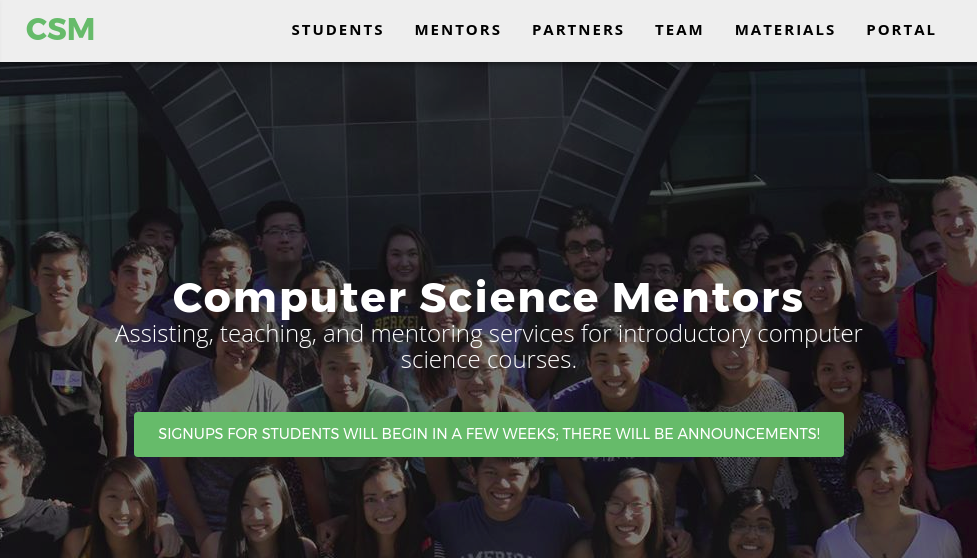 CSM
STUDENTS MENTORS PARTNERS TEAM MATERIALS PORTAL
Computer Science Mentors
Assisting, teaching, and mentoring services for introductory computer
science courses.
SIGNUPS FOR STUDENTS WILL BEGIN IN A FEW WEEKS; THERE WILL BE ANNOUNCEMENTS!